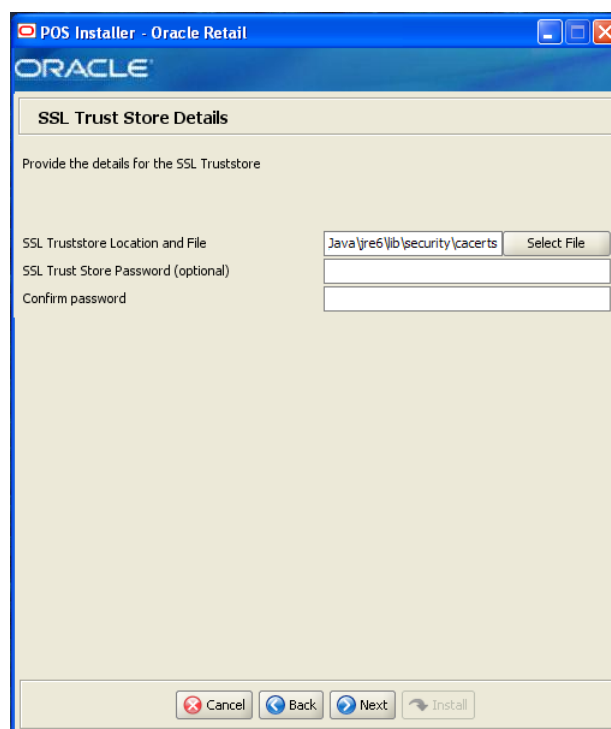 POS Installer - Oracle Retail
ORACLE
SSL Trust Store Details
Provide the details for the SSL Truststore
SSL Truststore Location and File Java\jre6\lib\security\cacerts Select File
SSL Trust Store Password (optional)
Confirm password
Cancel Back Next Install